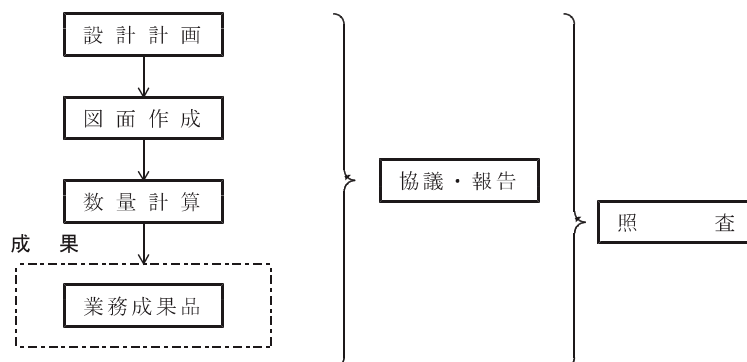 設計計画
図面作成
数量計算
協議・報告
照査
成果
業務成果品